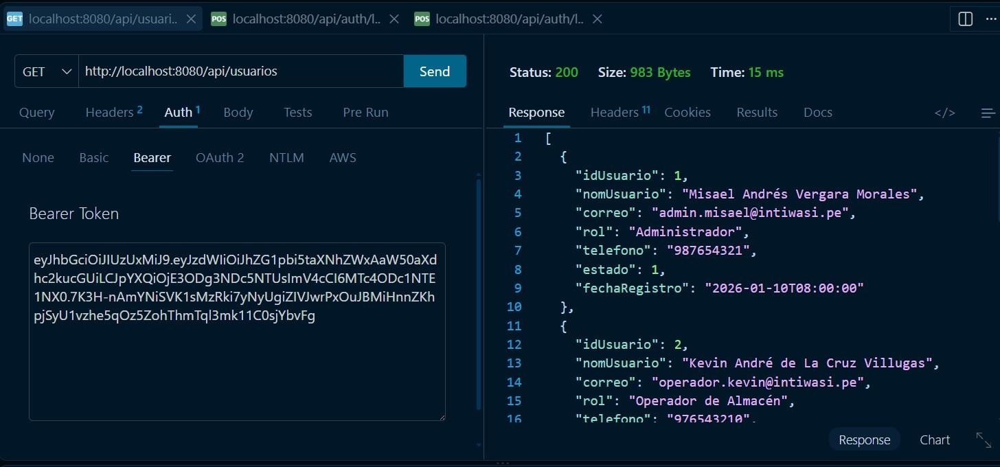 GET localhost:8080/api/usuari..
POS localhost:8080/api/auth/l..
POS localhost:8080/api/auth/l..
GET
http://localhost:8080/api/usuarios
Send
Query
Headers 2
Auth 1
Body
Tests
Pre Run
None
Basic
Bearer
OAuth 2
NTLM
AWS
Bearer Token
eyJhbGciOiJIUzUxMiJ9.eyJzdWIiOiJhZG1pbi5taXNhZWxAaW50aXd
hc2kucGUiLCJpYXQiOjE3ODg3NDc5NTUsImV4cCI6MTc4ODc1NTE
1NX0.7K3H-nAmYNiSVK1sMzRki7yNyUgiZIVJwrPxOuJBMiHnnZKh
pjSyU1vzhe5qOz5ZohThmTql3mk11C0sjYbvFg
Status: 200
Size: 983 Bytes
Time: 15 ms
Response
Headers 11
Cookies
Results
Docs
</>
1 [
2 {
3 "idUsuario": 1,
4 "nomUsuario": "Misael Andrés Vergara Morales",
5 "correo": "admin.misael@intiwasi.pe",
6 "rol": "Administrador",
7 "telefono": "987654321",
8 "estado": 1,
9 "fechaRegistro": "2026-01-10T08:00:00"
10 },
11 {
12 "idUsuario": 2,
13 "nomUsuario": "Kevin André de La Cruz Villugas",
14 "correo": "operador.kevin@intiwasi.pe",
15 "rol": "Operador de Almacén",
16 "telefono": "976543210",
Response
Chart